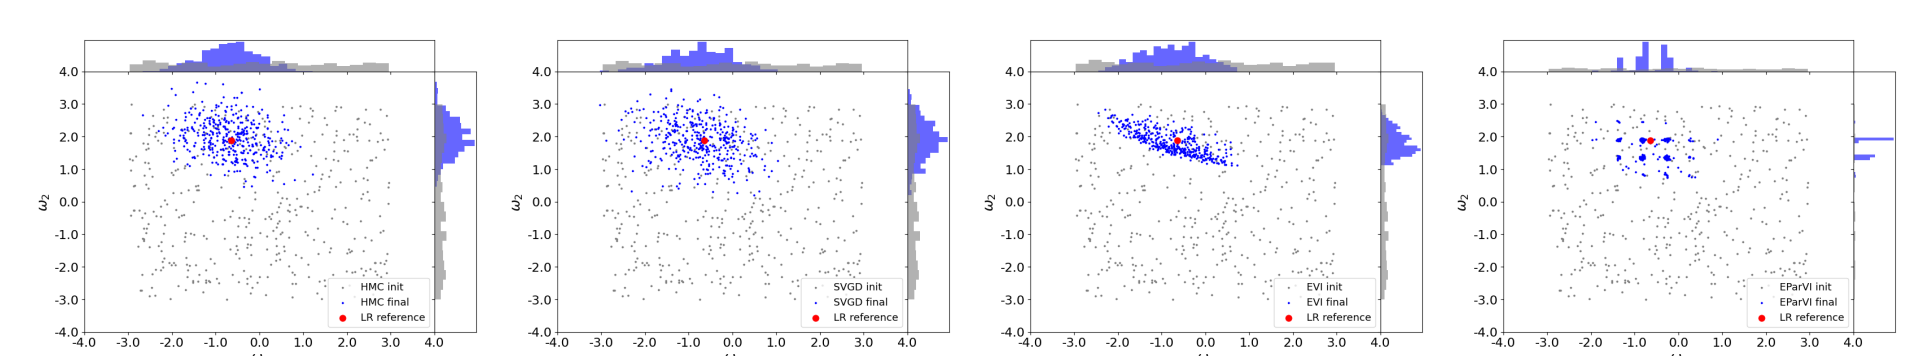 4.0 4.0 4.0 4.0
3.0 3.0 3.0 3.0
2.0 2.0 2.0 2.0
1.0 1.0 1.0 1.0
ω2 0.0 ω2 0.0 ω2 0.0 ω2 0.0
-1.0 -1.0 -1.0 -1.0
-2.0 -2.0 -2.0 -2.0
HMC init SVGD init EVI init EParVI init
-3.0 HMC final -3.0 SVGD final -3.0 EVI final -3.0 EParVI final
LR reference LR reference LR reference LR reference
-4.0 -4.0 -4.0 -4.0
-4.0 -3.0 -2.0 -1.0 0.0 1.0 2.0 3.0 4.0 -4.0 -3.0 -2.0 -1.0 0.0 1.0 2.0 3.0 4.0 -4.0 -3.0 -2.0 -1.0 0.0 1.0 2.0 3.0 4.0 -4.0 -3.0 -2.0 -1.0 0.0 1.0 2.0 3.0 4.0